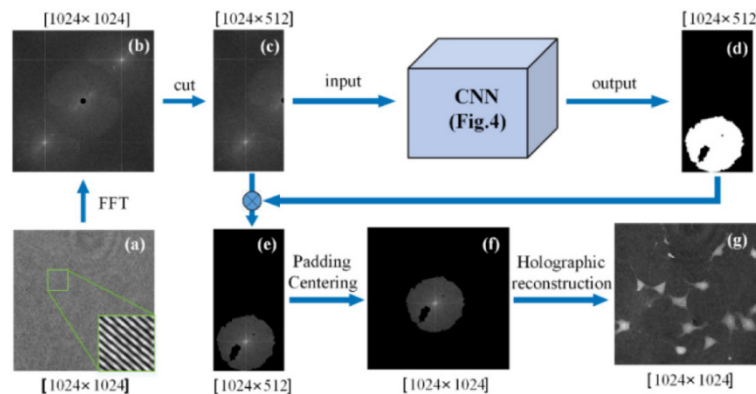 [1024×1024]
[1024×512]
[1024×512]
(b)
(c)
(d)
cut
input
CNN
(Fig.4)
output
FFT
(a)
(e)
(f)
(g)
Padding
Centering
Holographic
reconstruction
[1024×1024]
[1024×512]
[1024×1024]
[1024×1024]